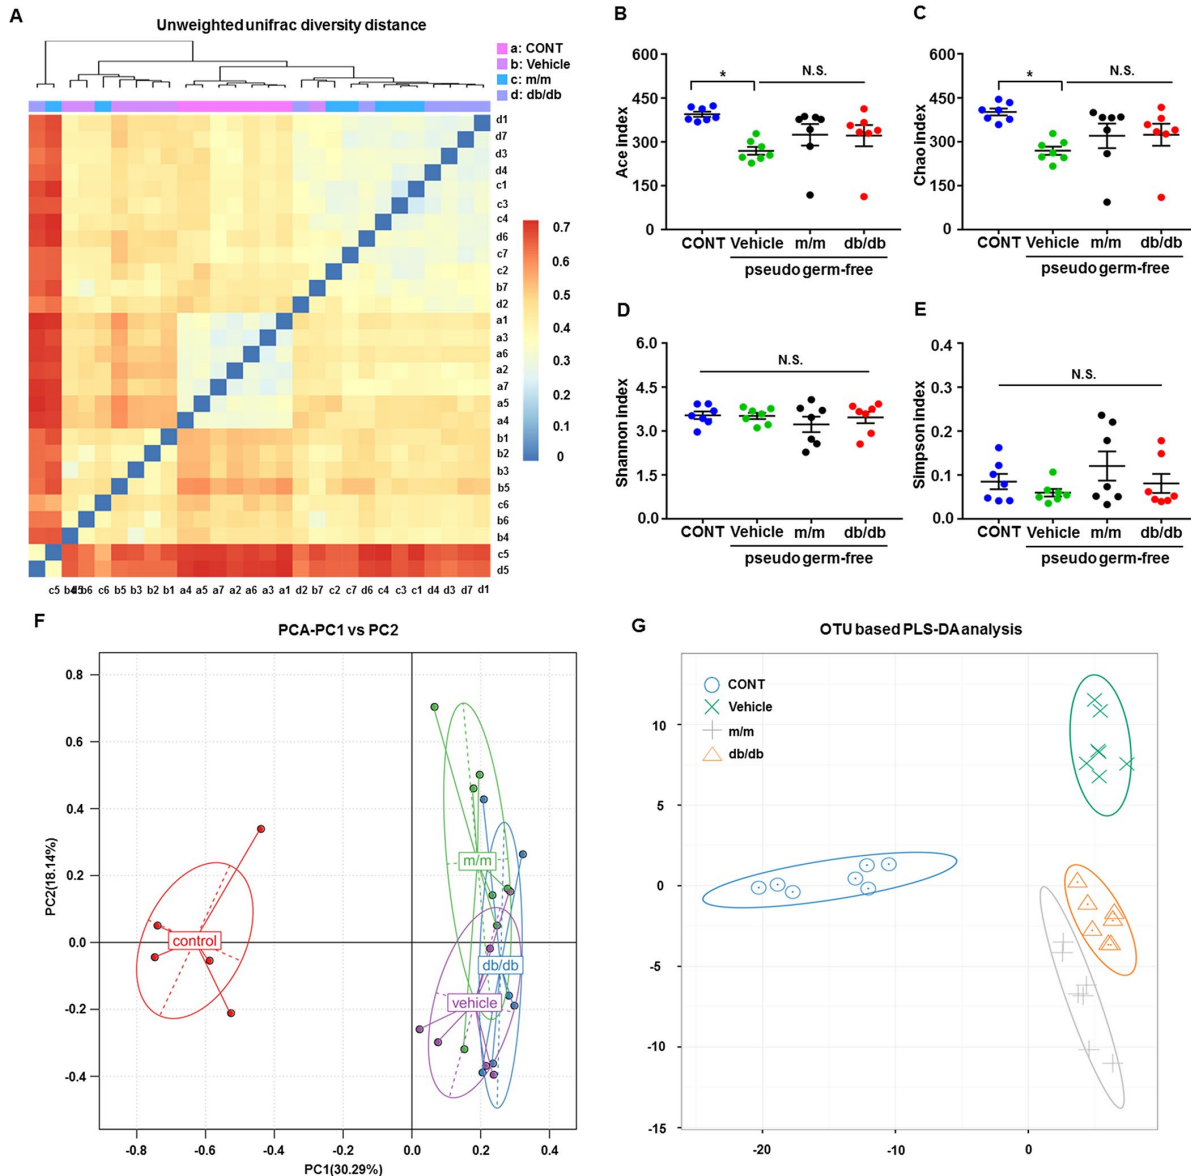 A
Unweighted unifrac diversity distance
a: CONT
b: Vehicle
c: m/m
d: db/db
d1
d7
d3
d4
c1
c3
c4
d6
c7
c2
b7
d2
a1
a3
a6
a2
a7
a5
a4
b1
b2
b3
b5
c6
b6
b4
c5
d5
0.7
0.6
0.5
0.4
0.3
0.2
0.1
0
c5 b4 d5 b6 c6 b5 b3 b2 b1 a4 a5 a7 a2 a6 a3 a1 d2 b7 c2 c7 d6 c4 c3 c1 d4 d3 d7 d1
B
600
450
300
150
0
Ace index
*
N.S.
CONT Vehicle m/m db/db
pseudo germ-free
C
600
450
300
150
0
Chao index
*
N.S.
CONT Vehicle m/m db/db
pseudo germ-free
D
6.0
4.5
3.0
1.5
0.0
Shannon index
N.S.
CONT Vehicle m/m db/db
pseudo germ-free
E
0.4
0.3
0.2
0.1
0.0
Simpson index
N.S.
CONT Vehicle m/m db/db
pseudo germ-free
F
PCA-PC1 vs PC2
0.8
0.6
0.4
0.2
0.0
-0.2
-0.4
PC2(18.14%)
control
m/m
db/db
vehicle
-0.8 -0.6 -0.4 -0.2 0.0 0.2 0.4
PC1(30.29%)
G
OTU based PLS-DA analysis
CONT
Vehicle
m/m
db/db
10
5
0
-5
-10
-15
-20 -10 0